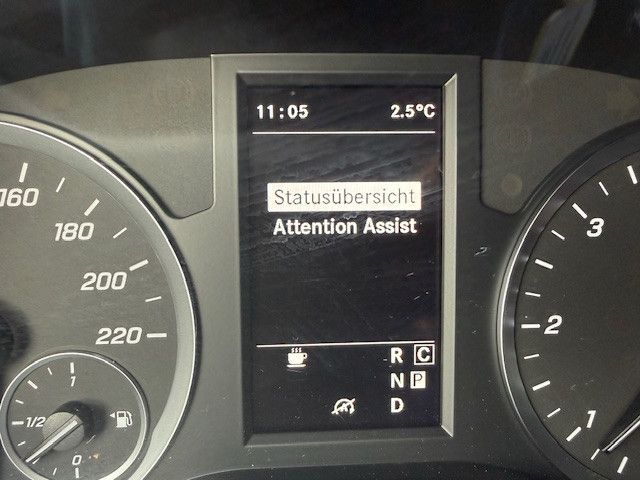 11:05 2.5°C
Statusübersicht
Attention Assist
R C
N P
D
160
180
200
220
1
1/2
0
3
2
1